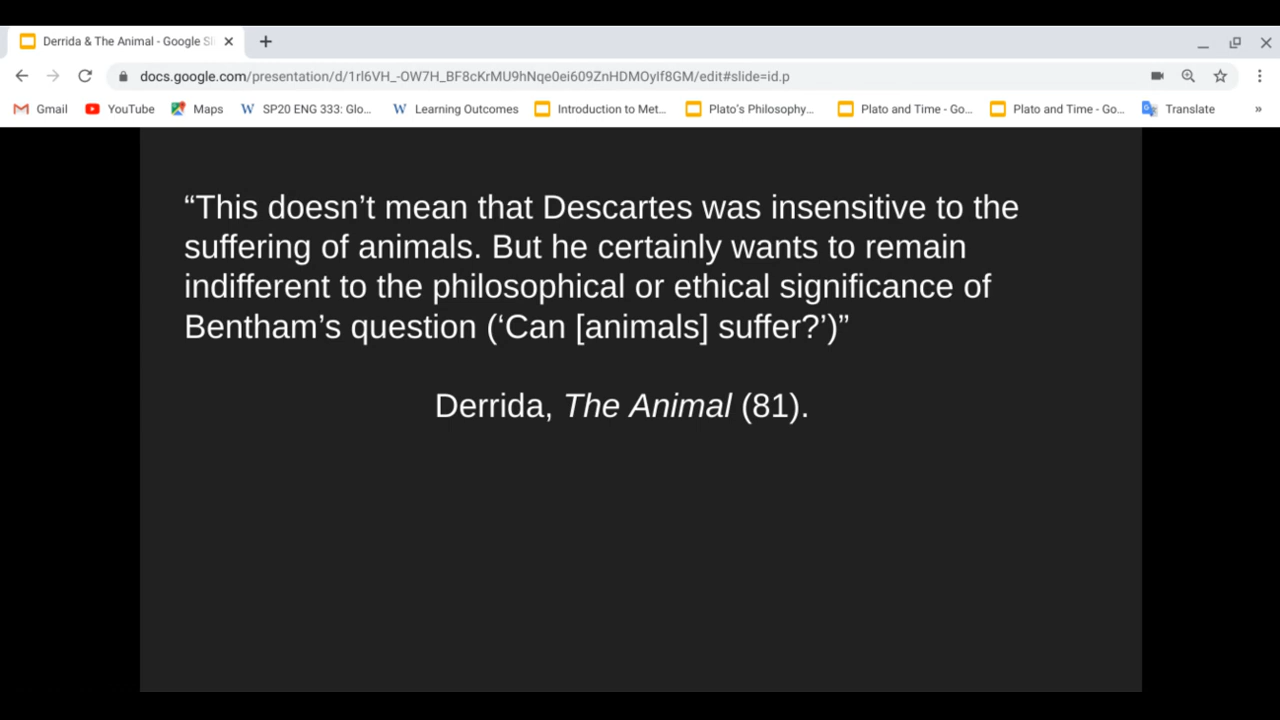 Derrida & The Animal - Google Sl
docs.google.com/presentation/d/1rI6VH_-OW7H_BF8cKrMU9hNqe0ei609ZnHDMOyIf8GM/edit#slide=id.p
Gmail YouTube Maps SP20 ENG 333: Glo... Learning Outcomes Introduction to Met... Plato's Philosophy... Plato and Time - Go... Plato and Time - Go... Translate »
“This doesn’t mean that Descartes was insensitive to the
suffering of animals. But he certainly wants to remain
indifferent to the philosophical or ethical significance of
Bentham’s question (‘Can [animals] suffer?’)”
Derrida, The Animal (81).